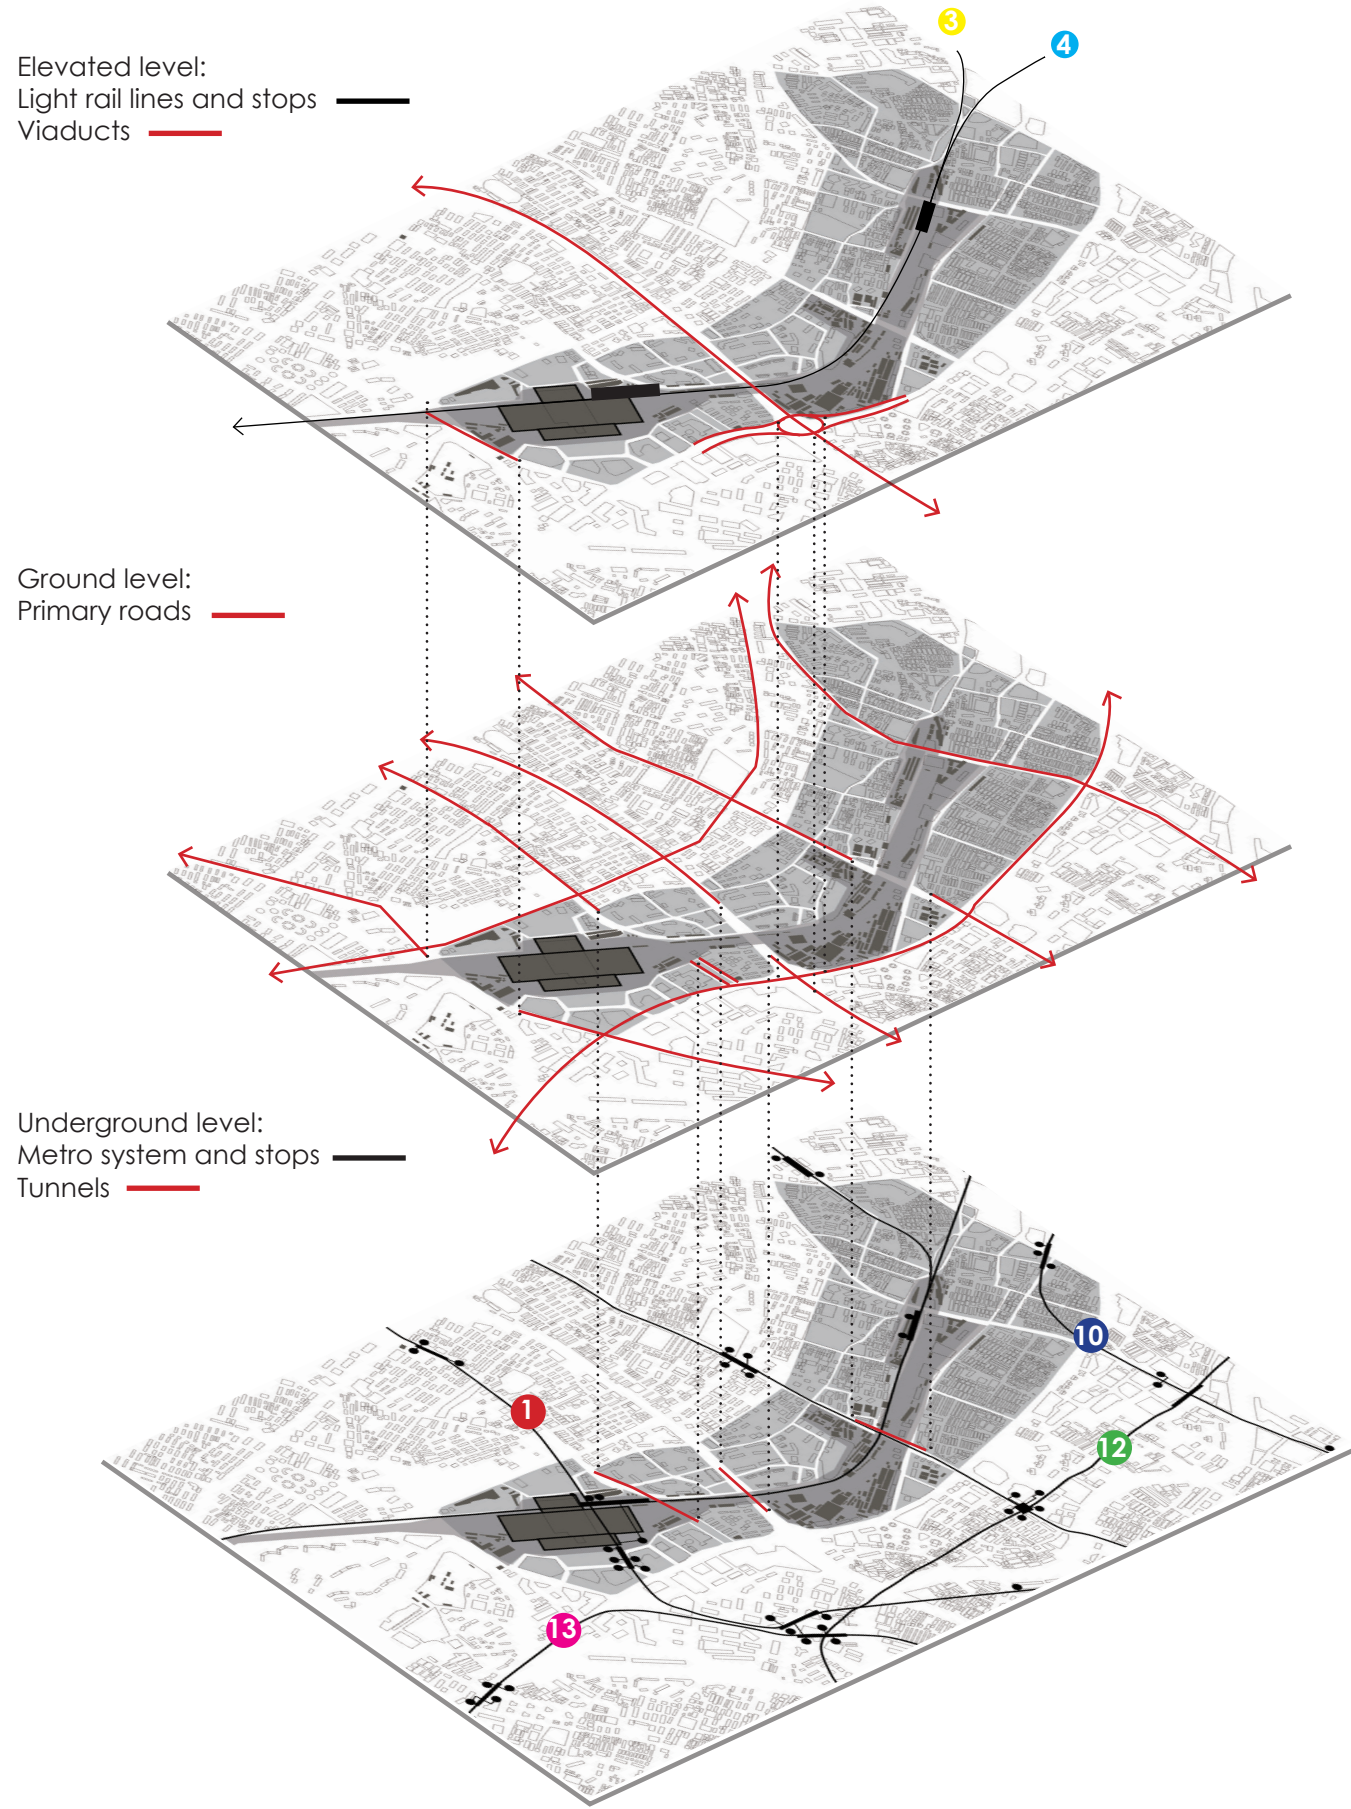 3
4
Elevated level:
Light rail lines and stops
Viaducts
Ground level:
Primary roads
Underground level:
Metro system and stops
Tunnels
10
1
12
13